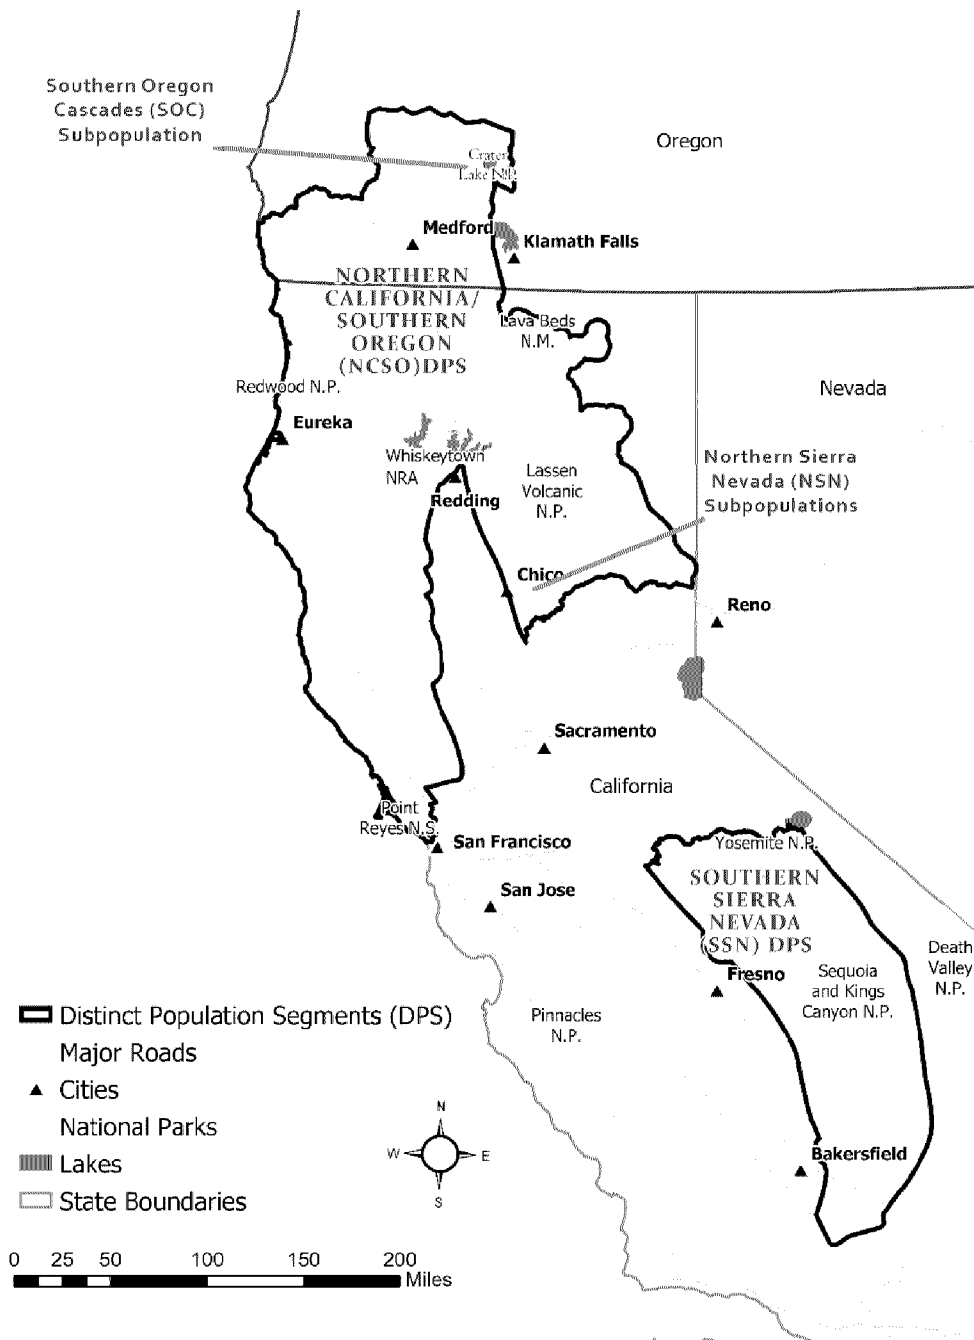 Southern Oregon
Cascades (SOC)
Subpopulation
Oregon
Crater
Lake N.P.
Medford
Klamath Falls
NORTHERN
CALIFORNIA/
SOUTHERN
OREGON
(NCSO)DPS
Lava Beds
N.M.
Redwood N.P.
Nevada
Eureka
Whiskeytown
NRA
Redding
Lassen
Volcanic
N.P.
Northern Sierra
Nevada (NSN)
Subpopulations
Chico
Reno
Sacramento
California
Point
Reyes N.S.
San Francisco
Yosemite N.P.
San Jose
SOUTHERN
SIERRA
NEVADA
(SSN) DPS
Fresno
Sequoia
and Kings
Canyon N.P.
Death
Valley
N.P.
Pinnacles
N.P.
Bakersfield
Distinct Population Segments (DPS)
Major Roads
Cities
National Parks
Lakes
State Boundaries
N
W
E
S
0 25 50 100 150 200
Miles